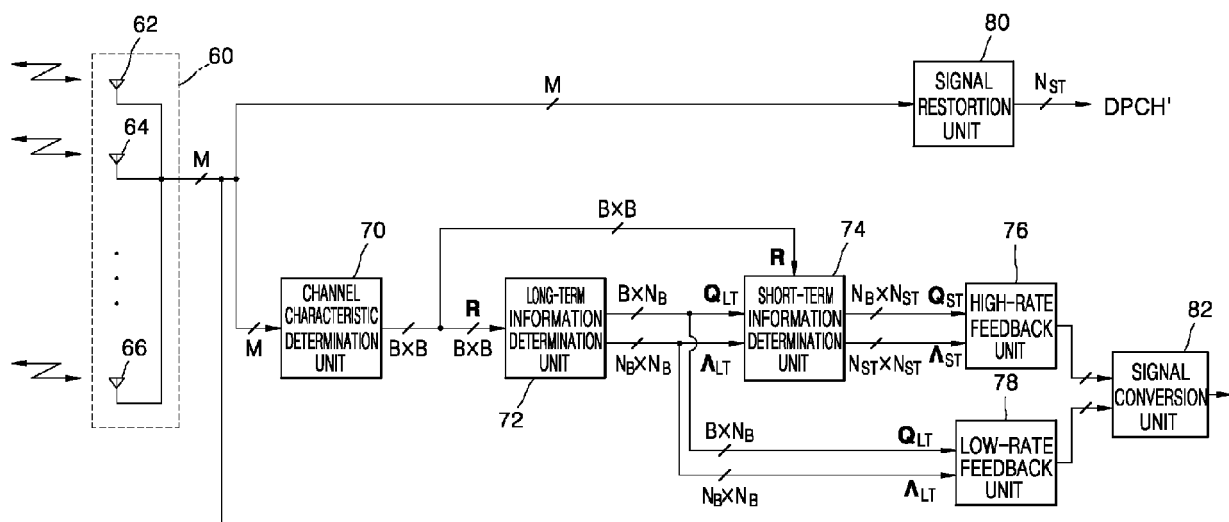 62
60
64
M
66
M
80
SIGNAL
RESTORTION
UNIT
N_ST
DPCH'
B×B
70
CHANNEL
CHARACTERISTIC
DETERMINATION
UNIT
M
B×B
R
B×B
LONG-TERM
INFORMATION
DETERMINATION
UNIT
72
B×N_B
Q_LT
N_B×N_B
Λ_LT
R
74
SHORT-TERM
INFORMATION
DETERMINATION
UNIT
N_B×N_ST
Q_ST
N_ST×N_ST
Λ_ST
76
HIGH-RATE
FEEDBACK
UNIT
B×N_B
Q_LT
N_B×N_B
Λ_LT
78
LOW-RATE
FEEDBACK
UNIT
82
SIGNAL
CONVERSION
UNIT